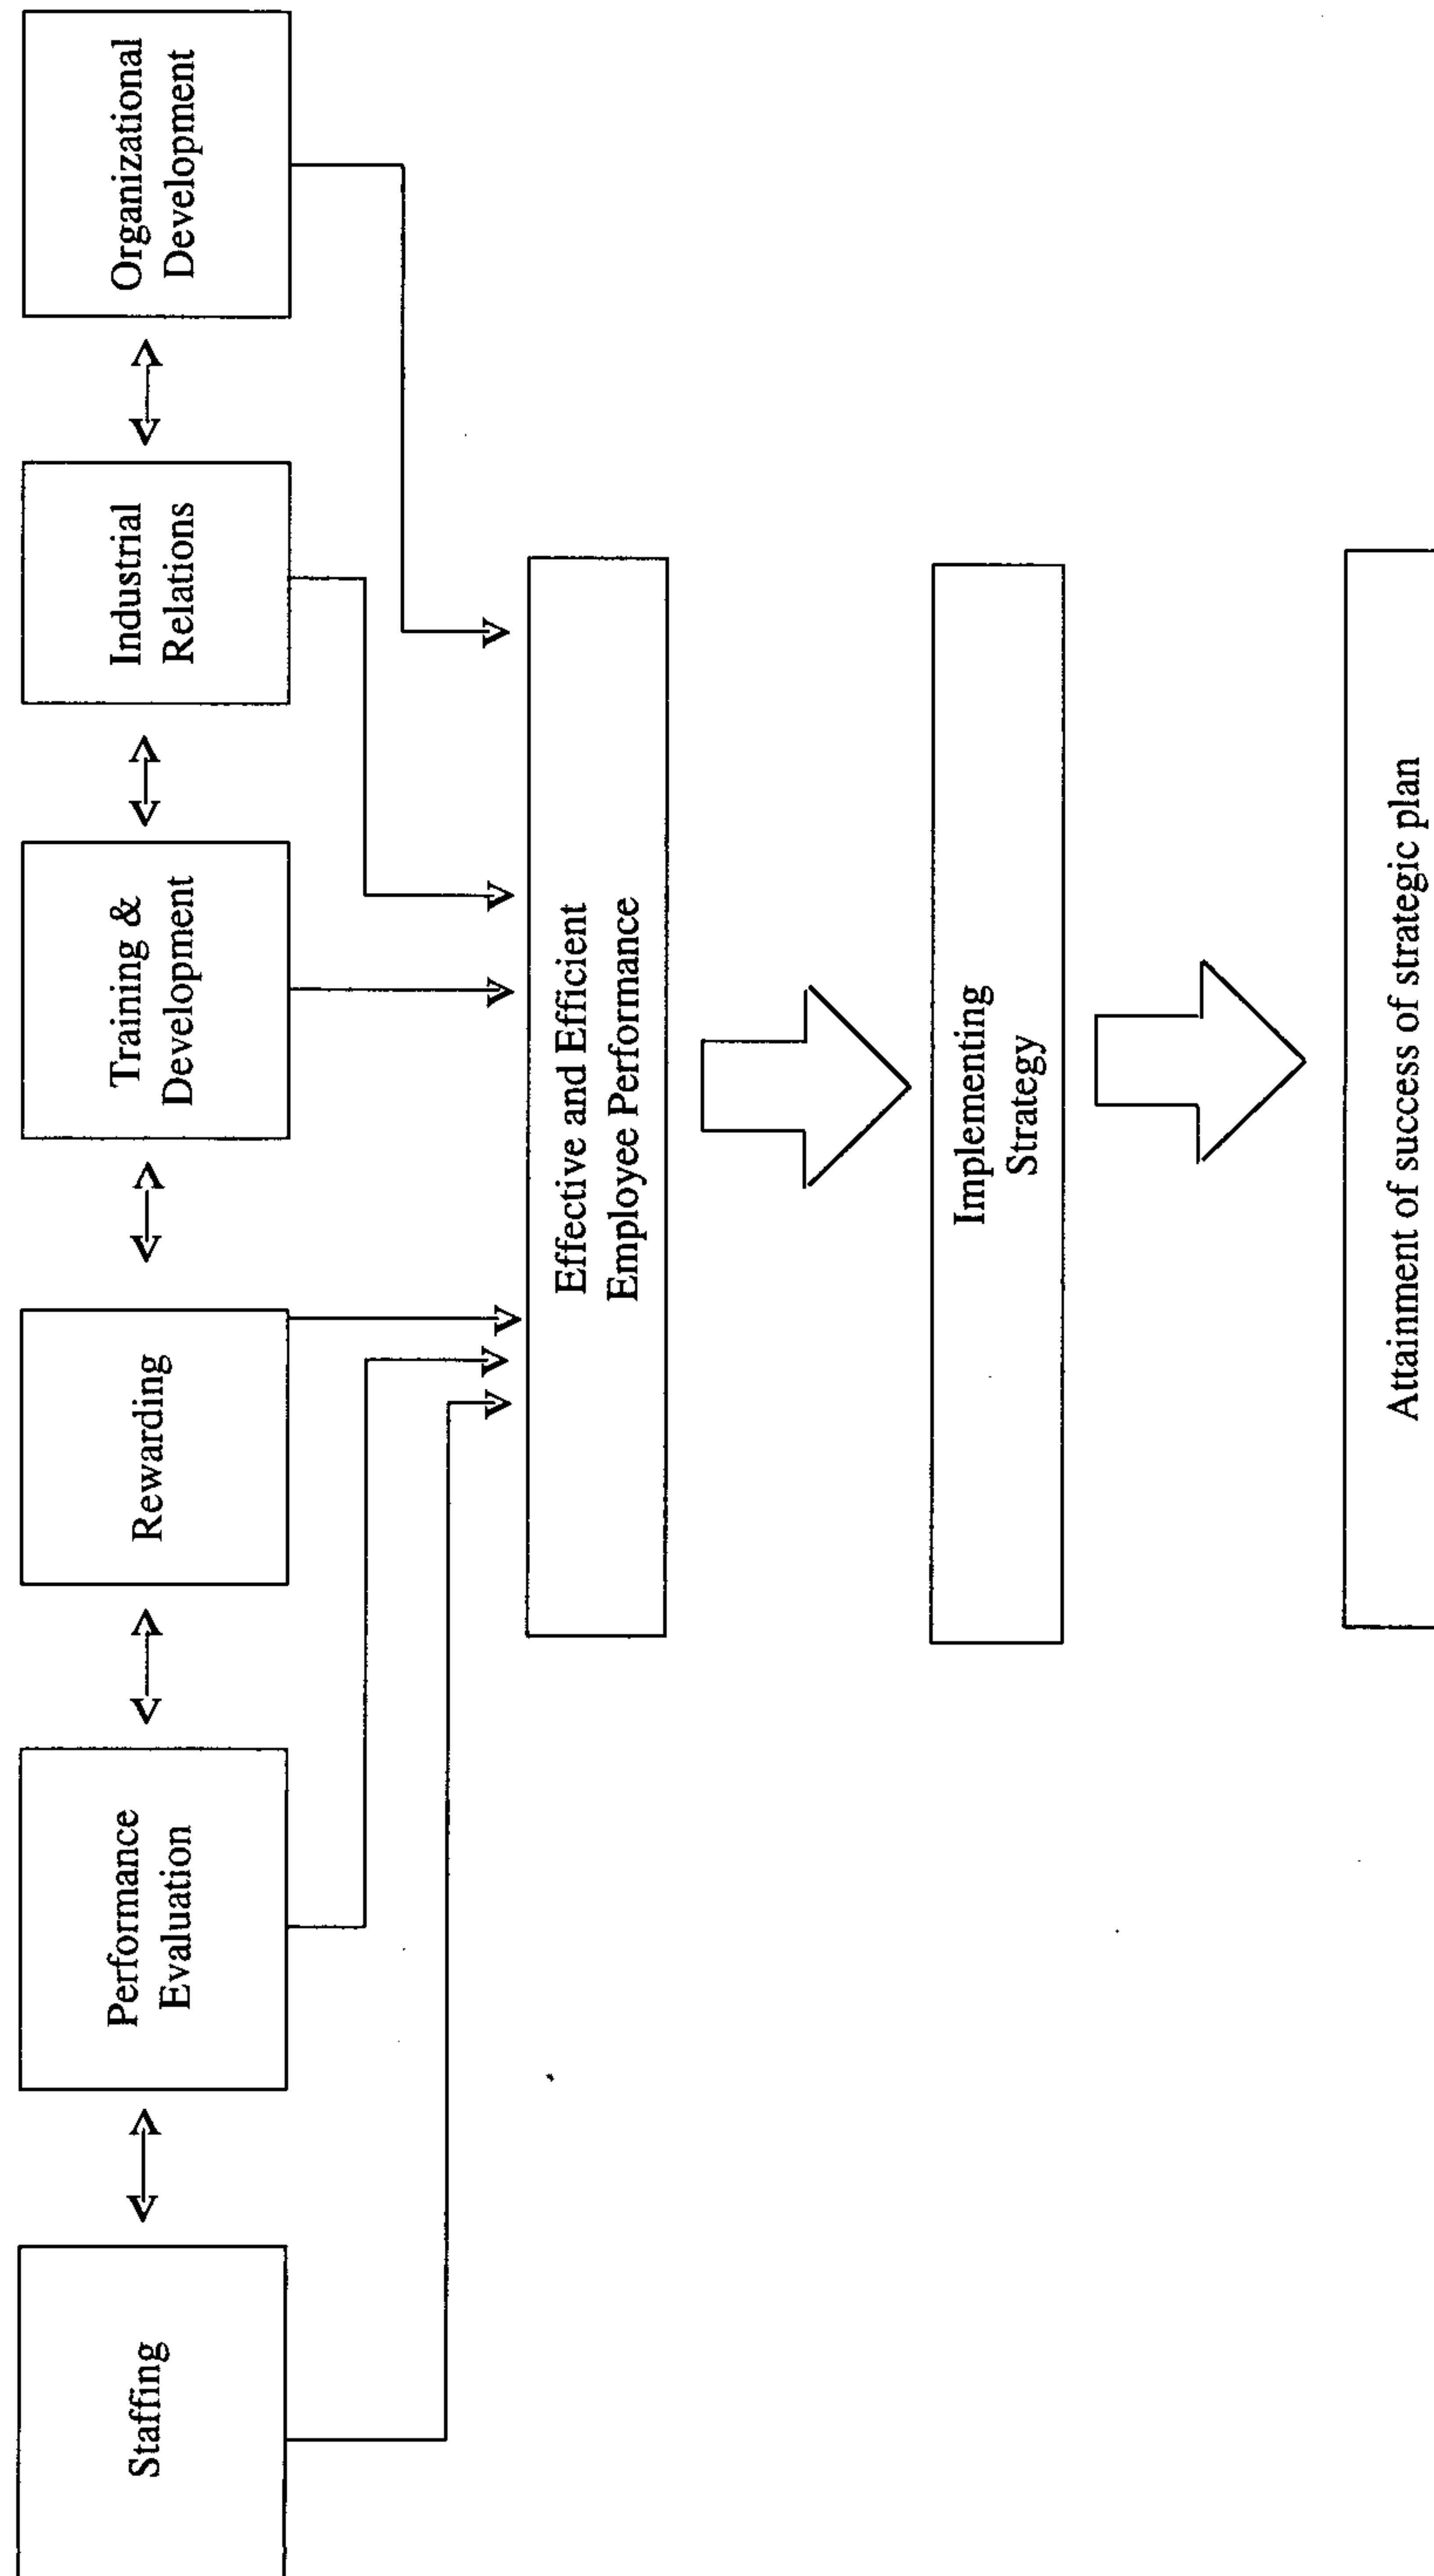 Staffing
Performance
Evaluation
Rewarding
Training &
Development
Industrial
Relations
Organizational
Development
Effective and Efficient
Employee Performance
Implementing
Strategy
Attainment of success of strategic plan